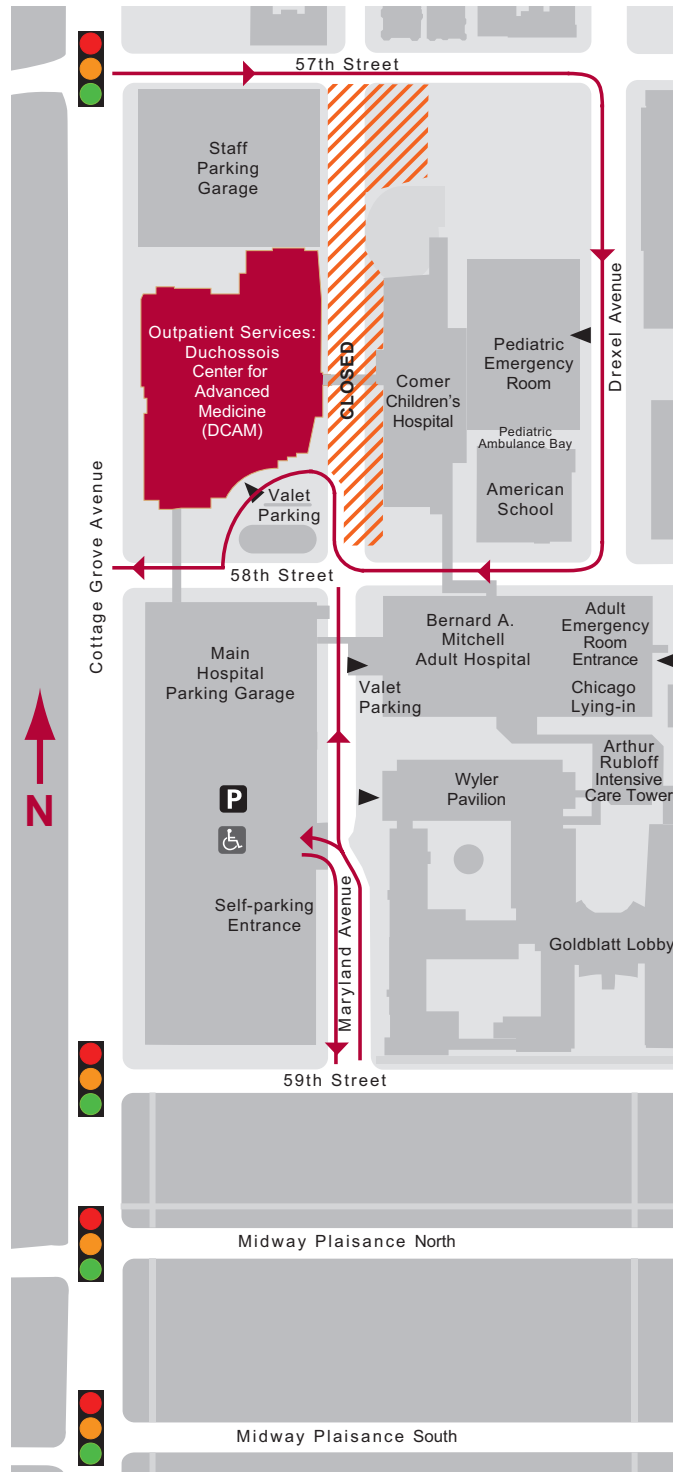 57th Street
Staff
Parking
Garage
Drexel Avenue
Outpatient Services:
Duchossois
Center for
Advanced
Medicine
(DCAM)
CLOSED
Comer
Children's
Hospital
Pediatric
Emergency
Room
Pediatric
Ambulance Bay
American
School
Valet
Parking
Cottage Grove Avenue
58th Street
Main
Hospital
Parking Garage
Bernard A.
Mitchell
Adult Hospital
Adult
Emergency
Room
Entrance
Chicago
Lying-in
Valet
Parking
Arthur
Rubloff
Intensive
Care Tower
Wyler
Pavilion
N
P
Self-parking
Entrance
Maryland Avenue
Goldblatt Lobby
59th Street
Midway Plaisance North
Midway Plaisance South